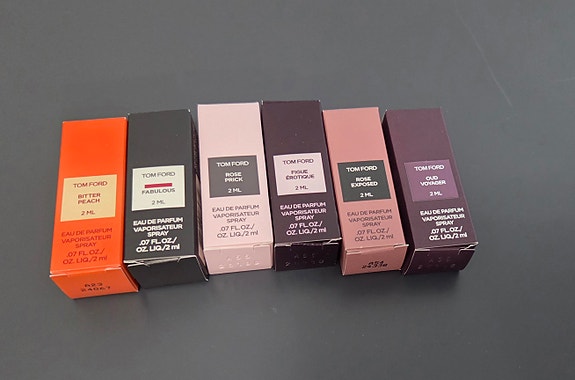 TOM FORD
BITTER
PEACH
2 ML
EAU DE PARFUM
VAPORISATEUR
SPRAY
.07 FL.OZ./
OZ. LIQ./2 ml
TOM FORD
FABULOUS
2 ML
EAU DE PARFUM
VAPORISATEUR
SPRAY
.07 FL.OZ./
OZ. LIQ./2 ml
TOM FORD
ROSE
PRICK
2 ML
EAU DE PARFUM
VAPORISATEUR
SPRAY
.07 FL.OZ./
OZ. LIQ./2 ml
TOM FORD
FIGUE
ÉROTIQUE
2 ML
EAU DE PARFUM
VAPORISATEUR
SPRAY
.07 FL.OZ./
OZ. LIQ./2 ml
TOM FORD
ROSE
EXPOSED
2 ML
EAU DE PARFUM
VAPORISATEUR
SPRAY
.07 FL.OZ./
OZ. LIQ./2 ml
TOM FORD
OUD
VOYAGER
2 ML
EAU DE PARFUM
VAPORISATEUR
SPRAY
.07 FL.OZ./
OZ. LIQ./2 ml